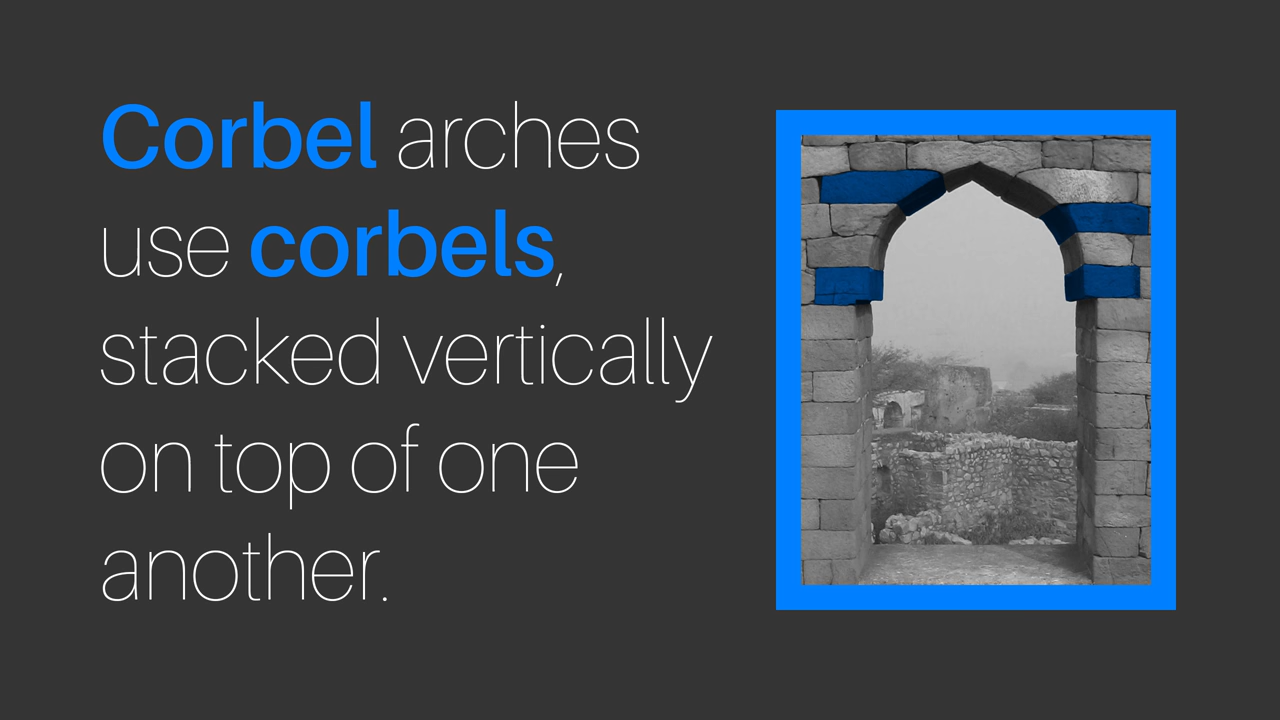 Corbel arches
use corbels,
stacked vertically
on top of one
another.